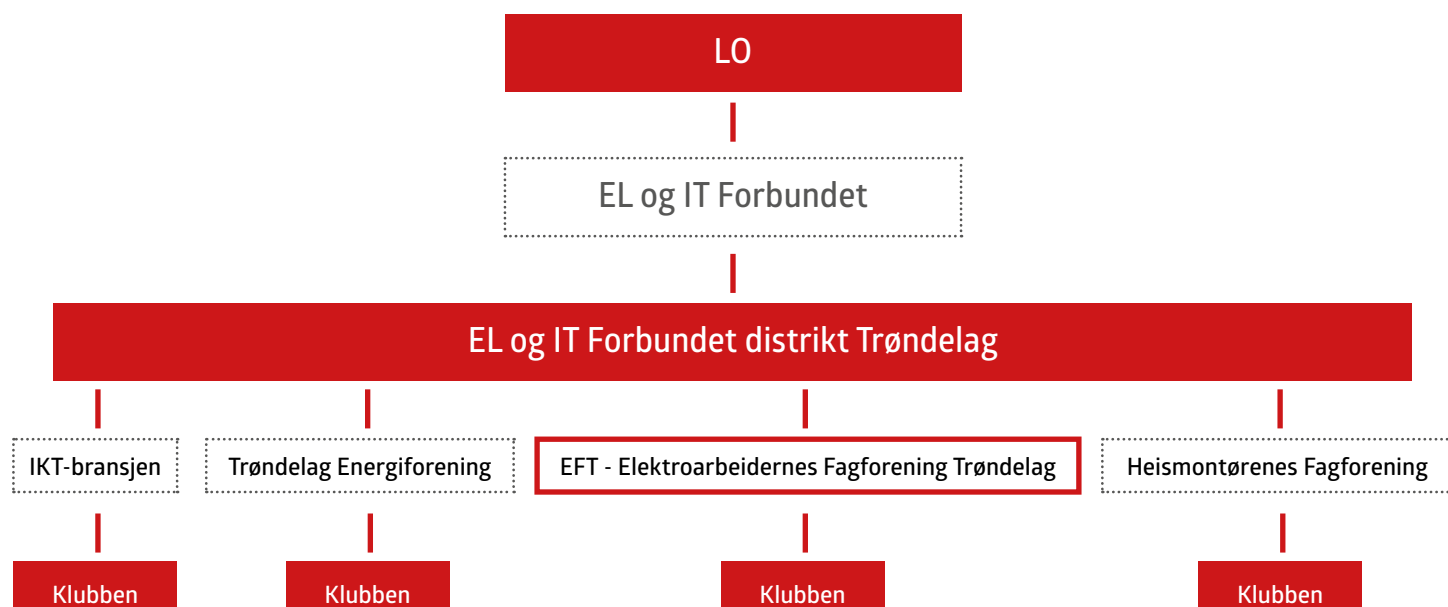 LO
EL og IT Forbundet
EL og IT Forbundet distrikt Trøndelag
IKT-bransjen
Trøndelag Energiforening
EFT - Elektroarbeidernes Fagforening Trøndelag
Heismontørenes Fagforening
Klubben
Klubben
Klubben
Klubben